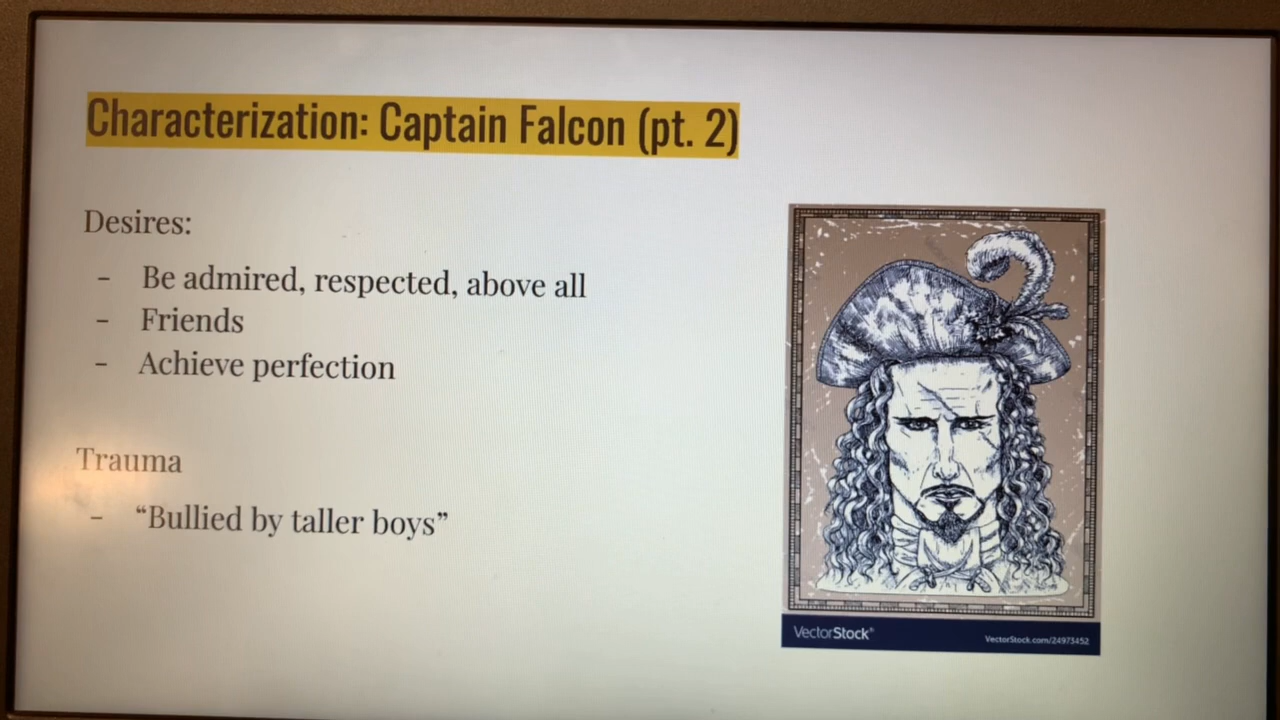 Characterization: Captain Falcon (pt. 2)
Desires:
- Be admired, respected, above all
- Friends
- Achieve perfection
Trauma
- “Bullied by taller boys”
VectorStock®
VectorStock.com/24973452